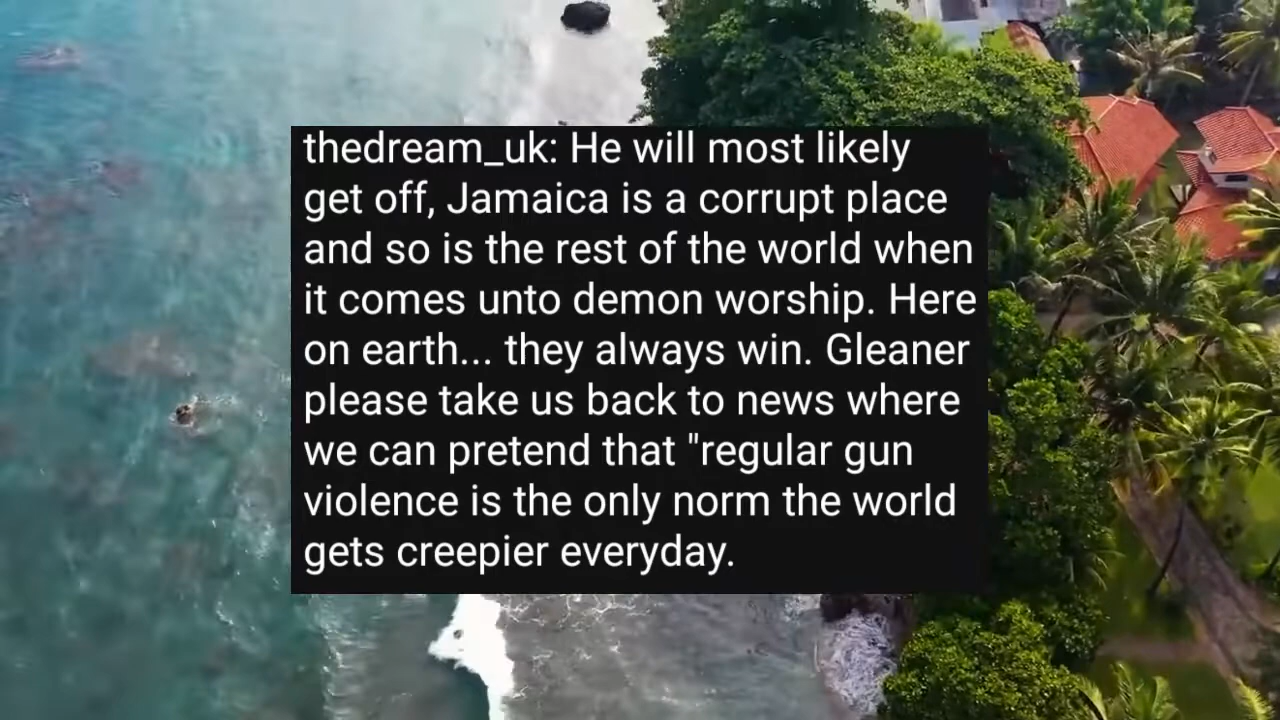 thedream_uk: He will most likely
get off, Jamaica is a corrupt place
and so is the rest of the world when
it comes unto demon worship. Here
on earth... they always win. Gleaner
please take us back to news where
we can pretend that "regular gun
violence is the only norm the world
gets creepier everyday.